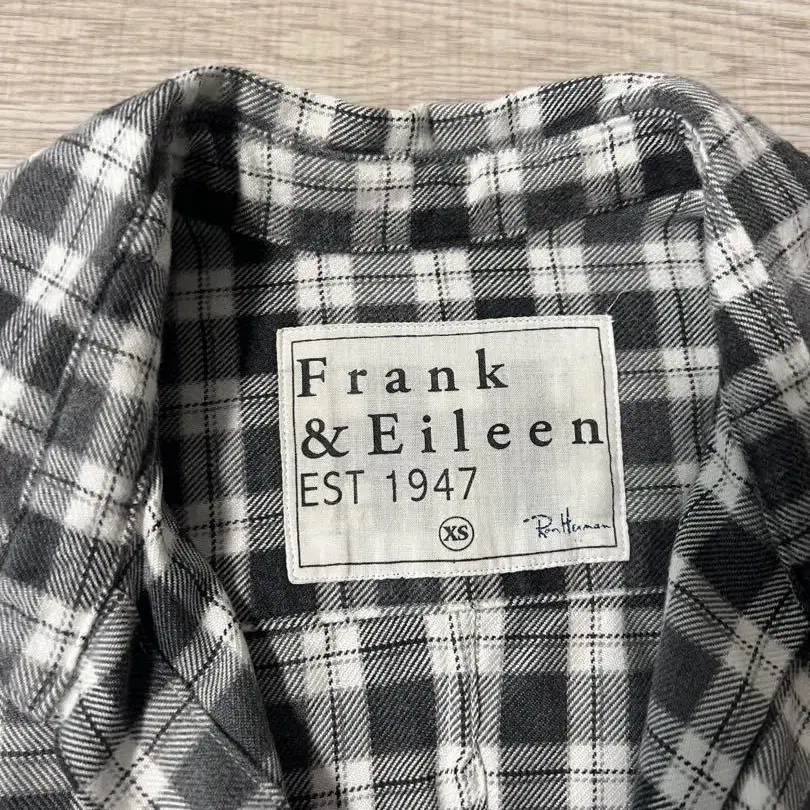 Frank
& Eileen
EST 1947
XS
Ron Herman